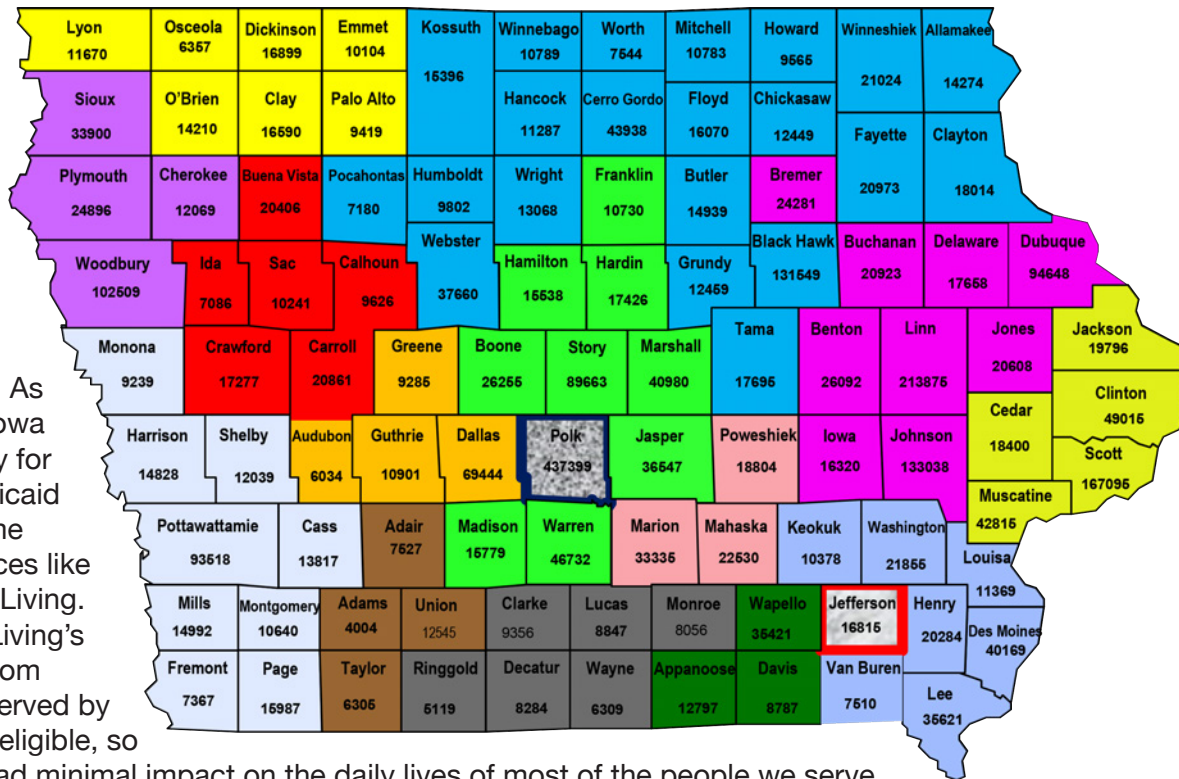 Lyon Osceola Dickinson Emmet Kossuth Winnebago Worth Mitchell Howard Winneshiek Allamakee
11670 6357 16899 10104 15396 10789 7544 10783 9565 21024 14274
Sioux O'Brien Clay Palo Alto Hancock Cerro Gordo Floyd Chickasaw Fayette Clayton
33900 14210 16590 9419 11287 43938 16070 12449 20973 18014
Plymouth Cherokee Buena Vista Pocahontas Humboldt Wright Franklin Butler Bremer
24896 12069 20406 7180 9802 13068 10730 14939 24281
Woodbury Ida Sac Calhoun Webster Hamilton Hardin Grundy Black Hawk Buchanan Delaware Dubuque
102509 7086 10241 9626 37660 15538 17426 12459 131549 20923 17658 94648
Monona Crawford Carroll Greene Boone Story Marshall Tama Benton Linn Jones Jackson
9239 17277 20861 9285 26255 89663 40980 17695 26092 213875 20608 19796
Clinton
49015
Cedar
18400
Harrison Shelby Audubon Guthrie Dallas Polk Jasper Poweshiek Iowa Johnson Scott
14828 12039 6034 10901 69444 437399 36547 18804 16320 133038 167095
Muscatine
42815
Pottawattamie Cass Adair Madison Warren Marion Mahaska Keokuk Washington Louisa
93518 13817 7527 15779 46732 33335 22530 10378 21855 11369
Mills Montgomery Adams Union Clarke Lucas Monroe Wapello Jefferson Henry Des Moines
14992 10640 4004 12545 9356 8847 8056 35421 16815 20284 40169
Fremont Page Taylor Ringgold Decatur Wayne Appanoose Davis Van Buren Lee
7367 15987 6305 5119 8284 6309 12797 8787 7510 35621
As
owa
y for
icaid
ne
ces like
Living.
Living's
om
erved by
eligible, so
ad minimal impact on the daily lives of most of the people we serve